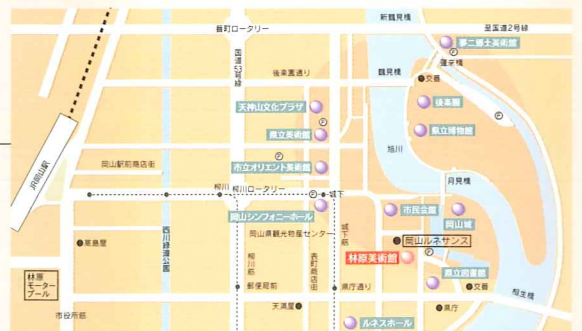 新鶴見橋
至国道2号線
番町ロータリー
夢二郷土美術館
蓬莱橋
国道53号線
後楽園通り
鶴見橋
交番
後楽園
天神山文化プラザ
県立美術館
県立博物館
P
旭川
岡山駅前商店街
市立オリエント美術館
JR岡山駅
月見橋
柳川
柳川ロータリー
城下
岡山シンフォニーホール
市民会館
岡山城
西川緑道公園
高島屋
岡山県観光物産センター
城下筋
岡山ルネサンス
林原美術館
柳川筋
表町商店街
県立図書館
林原
モーター
プール
郵便局前
県庁通り
交番
相生橋
市役所筋
天満屋
県庁
ルネスホール